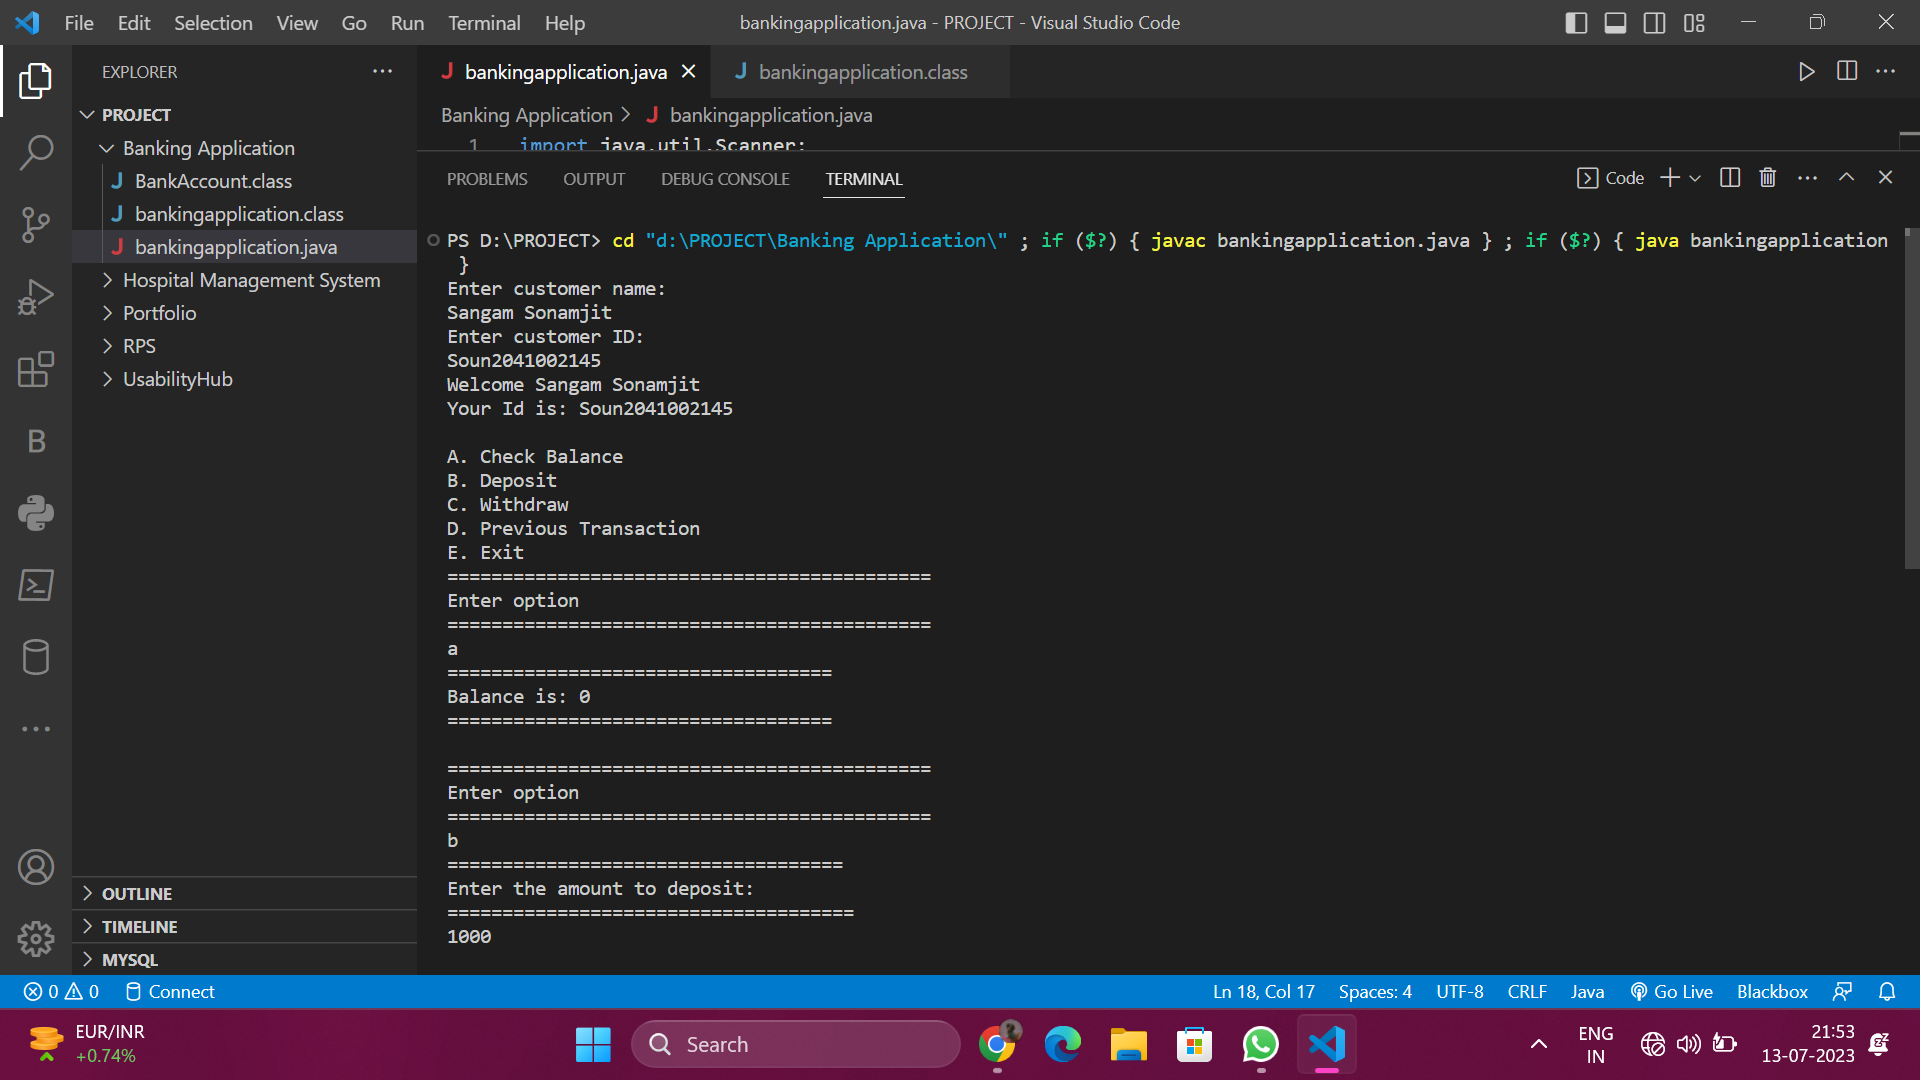 File Edit Selection View Go Run Terminal Help
bankingapplication.java - PROJECT - Visual Studio Code
EXPLORER
PROJECT
Banking Application
BankAccount.class
bankingapplication.class
bankingapplication.java
Hospital Management System
Portfolio
RPS
UsabilityHub
OUTLINE
TIMELINE
MYSQL
bankingapplication.java
bankingapplication.class
Banking Application > bankingapplication.java
1 import java.util.Scanner;
PROBLEMS OUTPUT DEBUG CONSOLE TERMINAL
Code
PS D:\PROJECT> cd "d:\PROJECT\Banking Application\" ; if ($?) { javac bankingapplication.java } ; if ($?) { java bankingapplication
}
Enter customer name:
Sangam Sonamjit
Enter customer ID:
Soun2041002145
Welcome Sangam Sonamjit
Your Id is: Soun2041002145
A. Check Balance
B. Deposit
C. Withdraw
D. Previous Transaction
E. Exit
============================================
Enter option
============================================
a
===================================
Balance is: 0
===================================
============================================
Enter option
============================================
b
====================================
Enter the amount to deposit:
=====================================
1000
0 0 Connect
Ln 18, Col 17 Spaces: 4 UTF-8 CRLF Java Go Live Blackbox
EUR/INR
+0.74%
Search
ENG
IN
21:53
13-07-2023